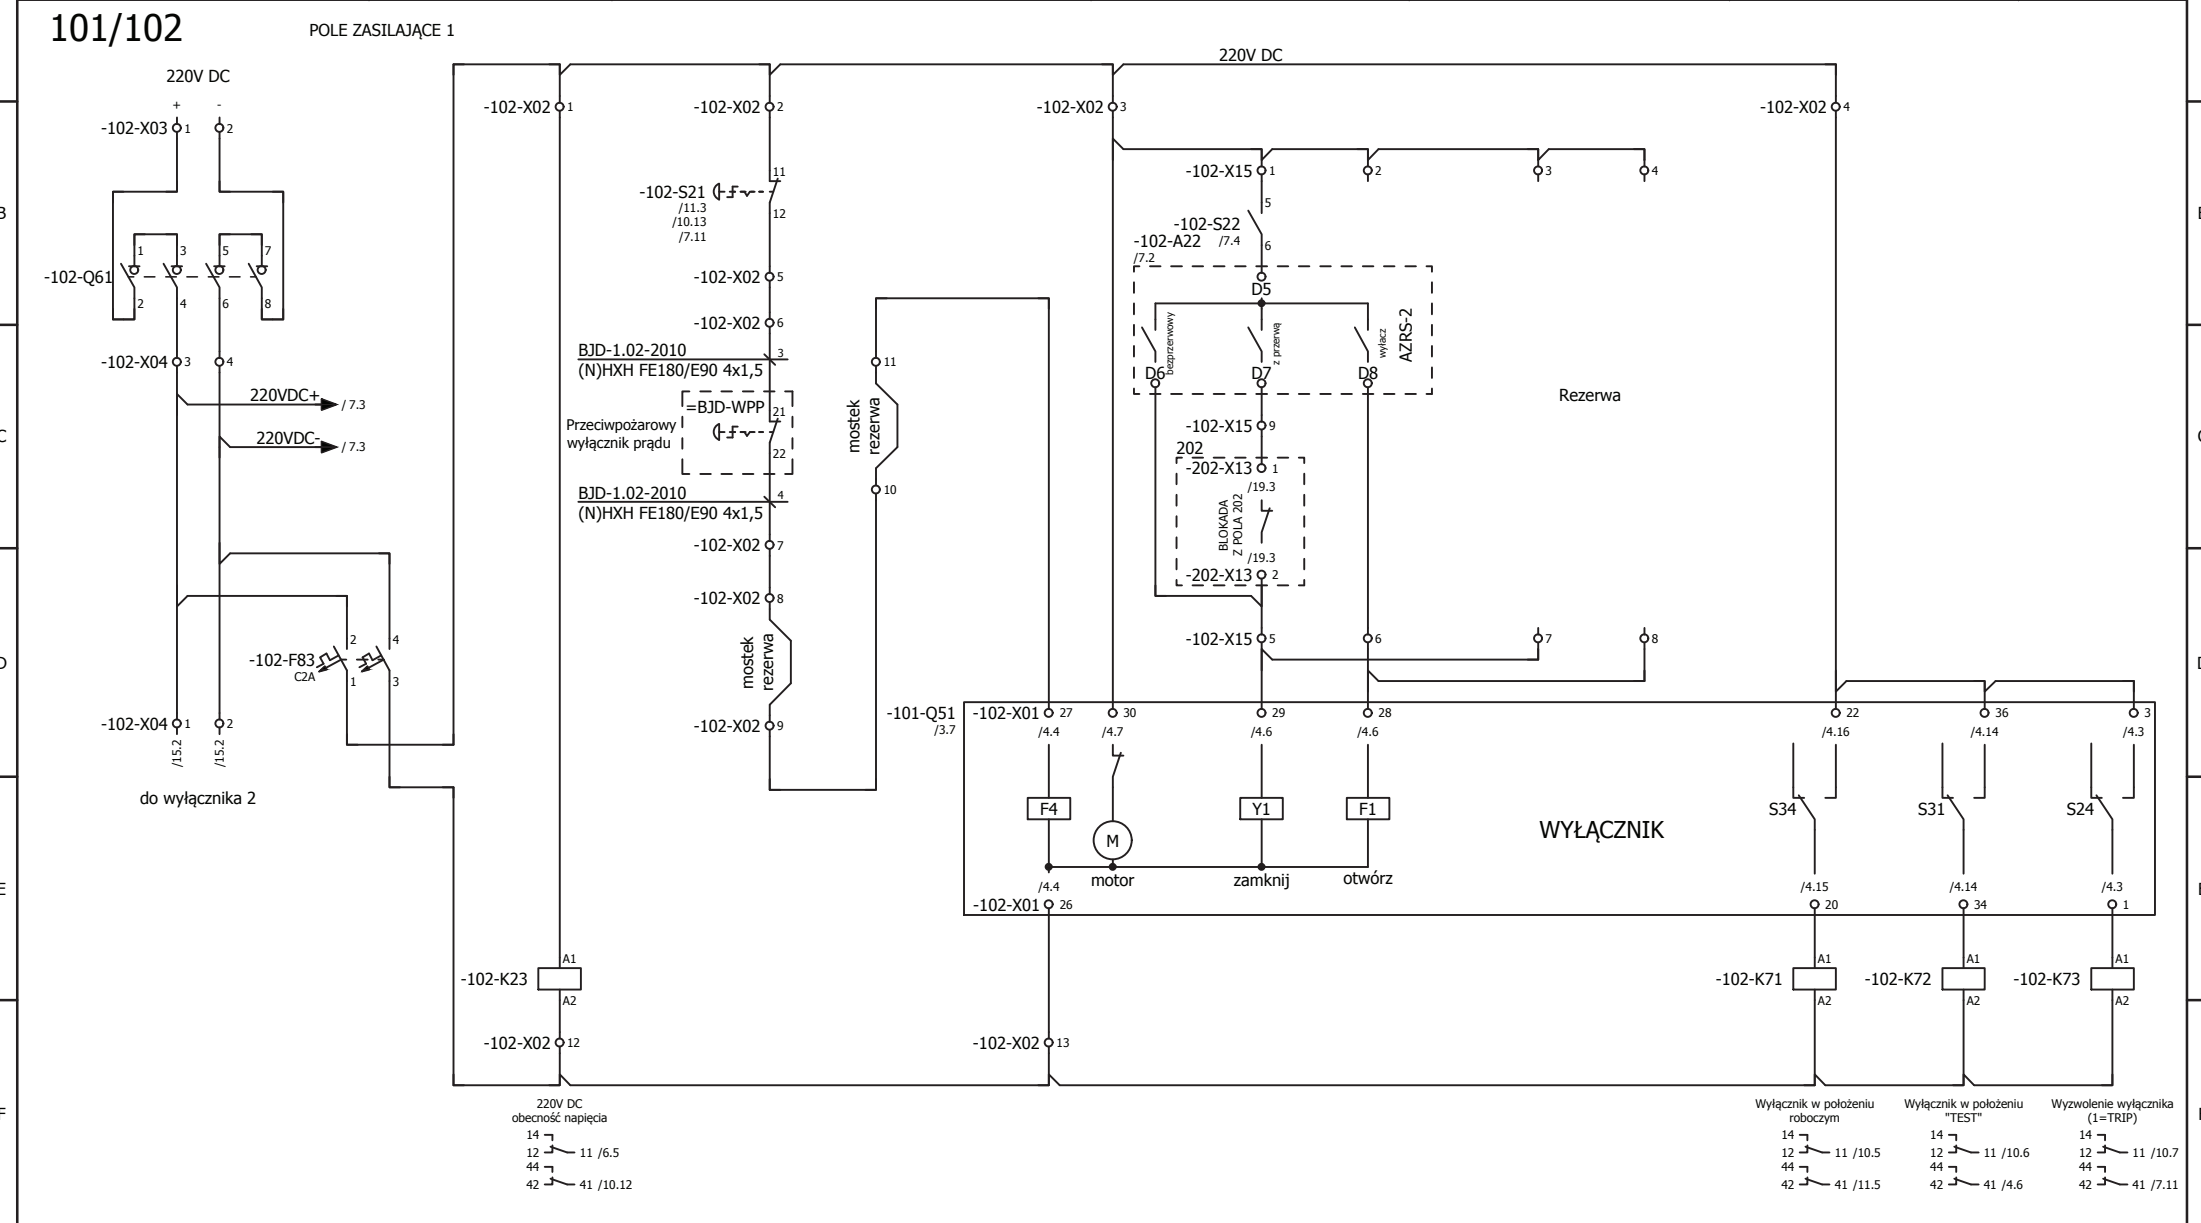 101/102
POLE ZASILAJĄCE 1
220V DC
220V DC
+ -
-102-X03 1 2
-102-X02 1
-102-X02 2
-102-X02 3
-102-X02 4
B
-102-S21
/11.3
/10.13
/7.11
11
12
-102-X15 1 2 3 4
-102-S22
/7.4
5
6
-102-A22
/7.2
-102-Q61
1 3 5 7
2 4 6 8
-102-X02 5
-102-X02 6
D5
bezprzerwowy
z przerwą
wyłącz
AZRS-2
D6 D7 D8
BJD-1.02-2010 3
(N)HXH FE180/E90 4x1,5
-102-X04 3 4
220VDC+ / 7.3
220VDC- / 7.3
C
=BJD-WPP
21
22
Przeciwpożarowy
wyłącznik prądu
11
mostek
rezerwa
10
Rezerwa
-102-X15 9
202
-202-X13 1
/19.3
BLOKADA
Z POLA 202
/19.3
-202-X13 2
BJD-1.02-2010 4
(N)HXH FE180/E90 4x1,5
-102-X02 7
-102-X02 8
mostek
rezerwa
-102-X02 9
-102-X15 5 6 7 8
D
-102-F83
C2A
2 4
1 3
-102-X04 1 2
/15.2 /15.2
do wyłącznika 2
-101-Q51
/3.7
-102-X01 27 30 29 28 22 36 3
/4.4 /4.7 /4.6 /4.6 /4.16 /4.14 /4.3
F4 M Y1 F1
WYŁĄCZNIK
S34 S31 S24
motor zamknij otwórz
E
/4.4 /4.15 /4.14 /4.3
-102-X01 26 20 34 1
-102-K23 A1 A2
-102-K71 A1 A2
-102-K72 A1 A2
-102-K73 A1 A2
-102-X02 12
-102-X02 13
F
220V DC
obecność napięcia
14
12 11 /6.5
44
42 41 /10.12
Wyłącznik w położeniu
roboczym
14
12 11 /10.5
44
42 41 /11.5
Wyłącznik w położeniu
"TEST"
14
12 11 /10.6
44
42 41 /4.6
Wyzwolenie wyłącznika
(1=TRIP)
14
12 11 /10.7
44
42 41 /7.11